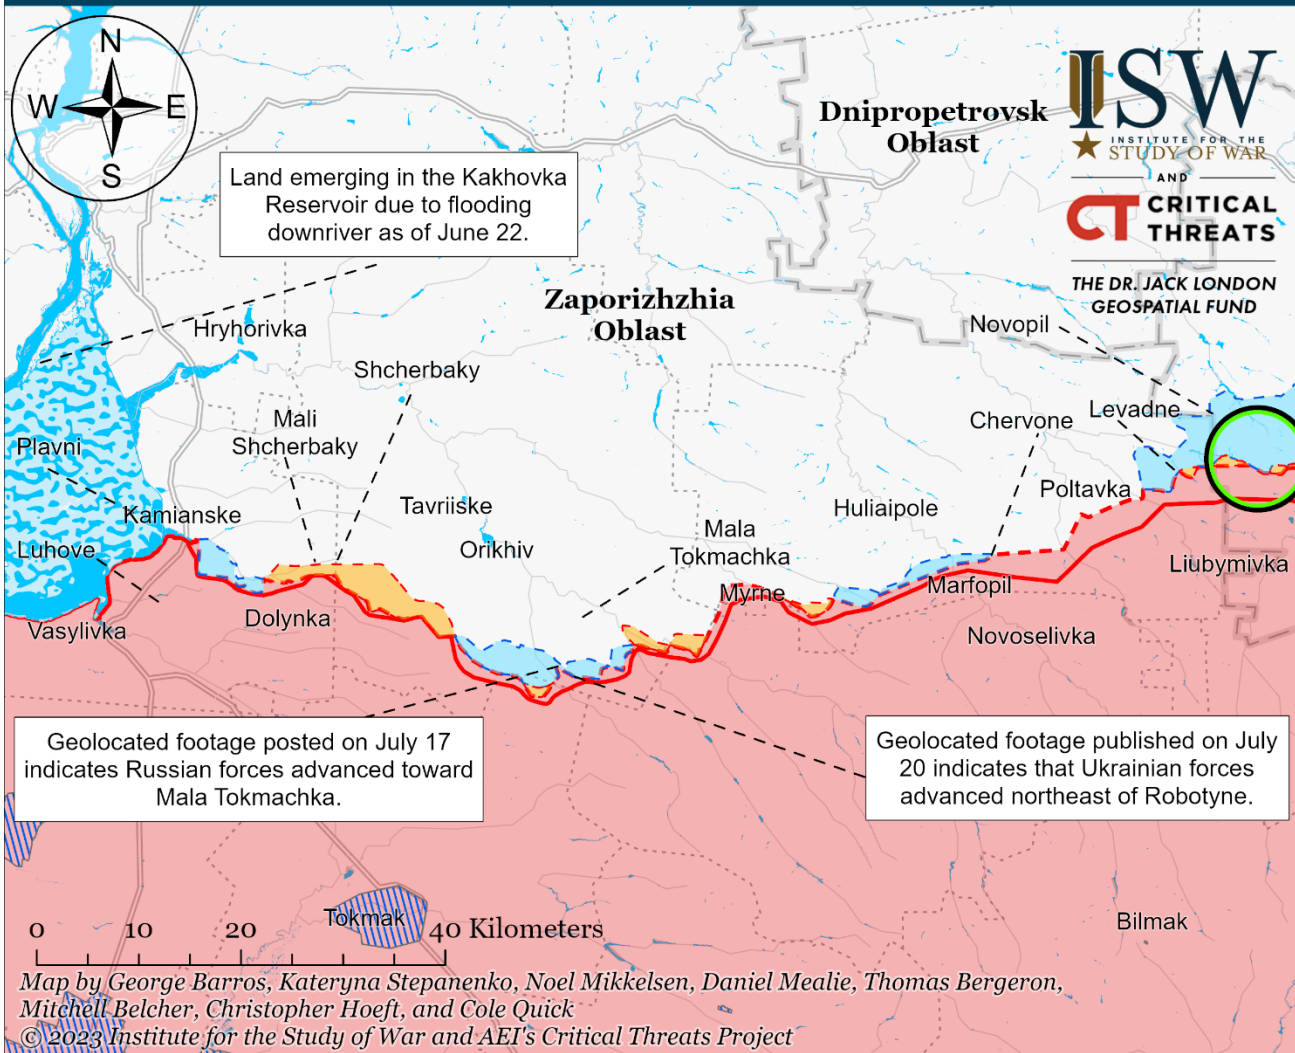 N
W
E
S
Dnipropetrovsk
Oblast
ISW
INSTITUTE FOR THE
STUDY OF WAR
AND
CT CRITICAL
THREATS
THE DR. JACK LONDON
GEOSPATIAL FUND
Land emerging in the Kakhovka
Reservoir due to flooding
downriver as of June 22.
Zaporizhzhia
Oblast
Hryhorivka
Novopil
Shcherbaky
Mali
Shcherbaky
Chervone
Levadne
Plavni
Kamianske
Tavriiske
Huliaipole
Poltavka
Luhove
Orikhiv
Mala
Tokmachka
Liubymivka
Myrne
Marfopil
Vasylivka
Dolynka
Novoselivka
Geolocated footage posted on July 17
indicates Russian forces advanced toward
Mala Tokmachka.
Geolocated footage published on July
20 indicates that Ukrainian forces
advanced northeast of Robotyne.
Tokmak
Bilmak
0 10 20 40 Kilometers
Map by George Barros, Kateryna Stepanenko, Noel Mikkelsen, Daniel Mealie, Thomas Bergeron,
Mitchell Belcher, Christopher Hoeft, and Cole Quick
© 2023 Institute for the Study of War and AEI's Critical Threats Project